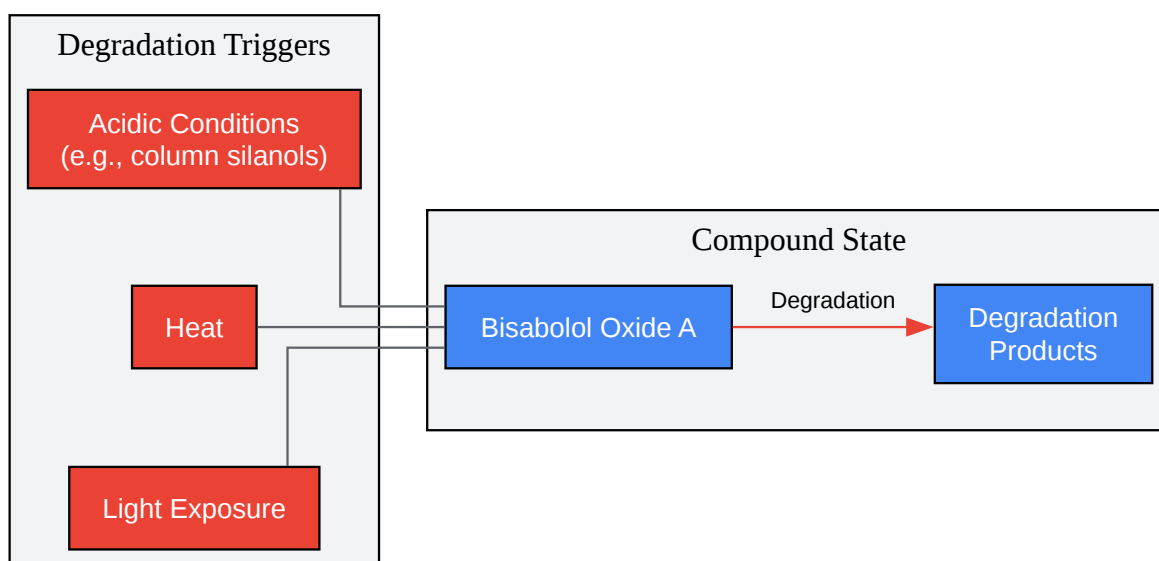 Degradation Triggers
Acidic Conditions
(e.g., column silanols)
Heat
Light Exposure
Compound State
Bisabolol Oxide A
Degradation
Degradation
Products